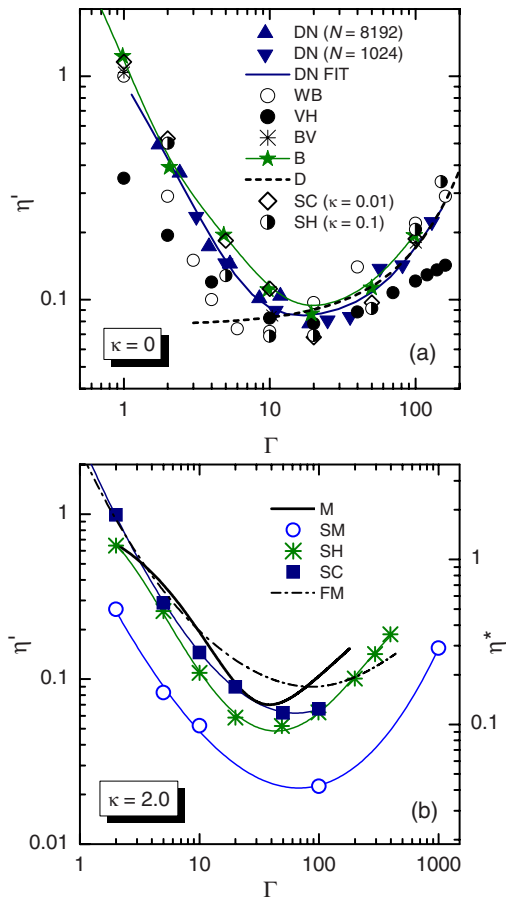 DN (N = 8192)
DN (N = 1024)
DN FIT
WB
VH
BV
B
D
SC (κ = 0.01)
SH (κ = 0.1)
1
0.1
η'
κ = 0
(a)
1
10
100
Γ
M
SM
SH
SC
FM
1
0.1
0.01
η'
1
0.1
η*
κ = 2.0
(b)
1
10
100
1000
Γ